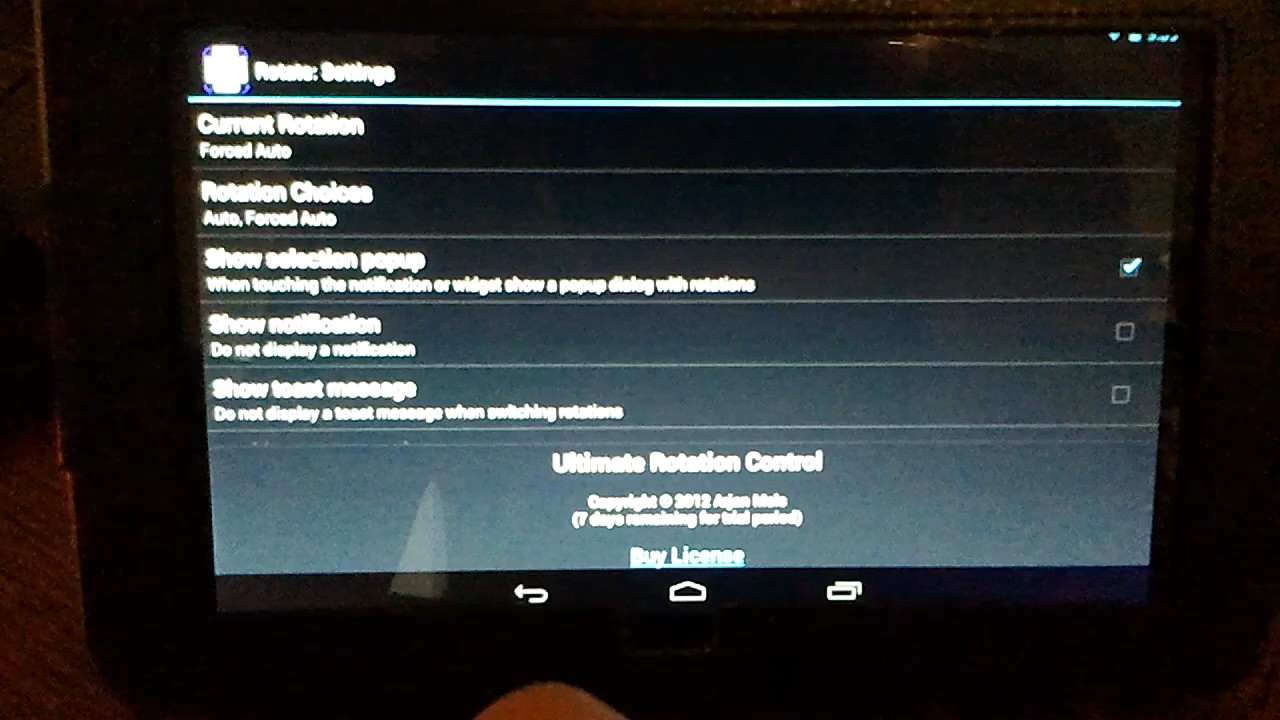 Rotate: Settings
Current Rotation
Forced Auto
Rotation Choices
Auto, Forced Auto
Show selection popup
When touching the notification or widget show a popup dialog with rotations
Show notification
Do not display a notification
Show toast message
Do not display a toast message when switching rotations
Ultimate Rotation Control
Copyright © 2012 Arjen
(7 days remaining for trial period)
Buy License